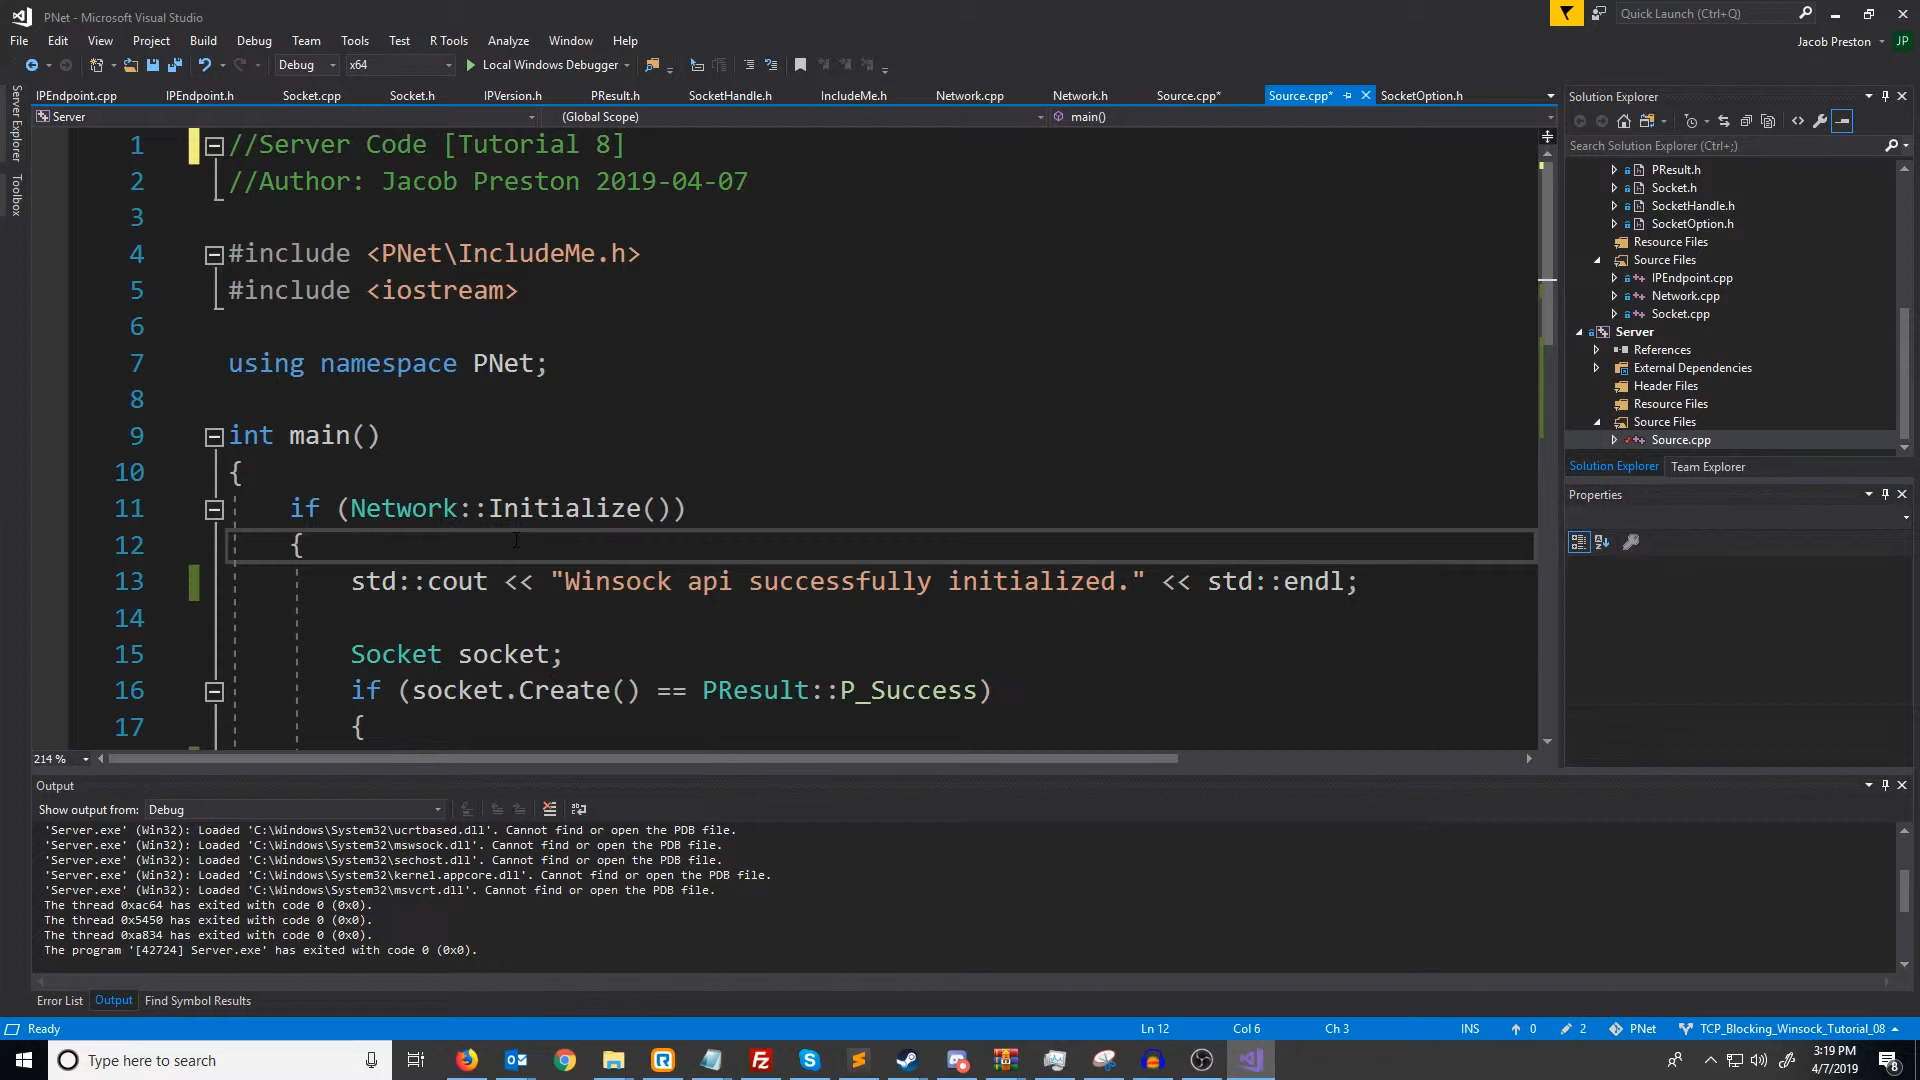 PNet - Microsoft Visual Studio
Quick Launch (Ctrl+Q)
File Edit View Project Build Debug Team Tools Test R Tools Analyze Window Help
Jacob Preston JP
Debug x64 Local Windows Debugger
IPEndpoint.cpp IPEndpoint.h Socket.cpp Socket.h IPVersion.h PResult.h SocketHandle.h IncludeMe.h Network.cpp Network.h Source.cpp* Source.cpp* SocketOption.h
Server (Global Scope) main()
Server Explorer
Toolbox
1 //Server Code [Tutorial 8]
2 //Author: Jacob Preston 2019-04-07
3
4 #include <PNet\IncludeMe.h>
5 #include <iostream>
6
7 using namespace PNet;
8
9 int main()
10 {
11 if (Network::Initialize())
12 {
13 std::cout << "Winsock api successfully initialized." << std::endl;
14
15 Socket socket;
16 if (socket.Create() == PResult::P_Success)
17 {
214 %
Solution Explorer
Search Solution Explorer (Ctrl+;)
PResult.h
Socket.h
SocketHandle.h
SocketOption.h
Resource Files
Source Files
IPEndpoint.cpp
Network.cpp
Socket.cpp
Server
References
External Dependencies
Header Files
Resource Files
Source Files
Source.cpp
Solution Explorer Team Explorer
Properties
Output
Show output from: Debug
'Server.exe' (Win32): Loaded 'C:\Windows\System32\ucrtbased.dll'. Cannot find or open the PDB file.
'Server.exe' (Win32): Loaded 'C:\Windows\System32\mswsock.dll'. Cannot find or open the PDB file.
'Server.exe' (Win32): Loaded 'C:\Windows\System32\sechost.dll'. Cannot find or open the PDB file.
'Server.exe' (Win32): Loaded 'C:\Windows\System32\kernel.appcore.dll'. Cannot find or open the PDB file.
'Server.exe' (Win32): Loaded 'C:\Windows\System32\msvcrt.dll'. Cannot find or open the PDB file.
The thread 0xac64 has exited with code 0 (0x0).
The thread 0x5450 has exited with code 0 (0x0).
The thread 0xa834 has exited with code 0 (0x0).
The program '[42724] Server.exe' has exited with code 0 (0x0).
Error List Output Find Symbol Results
Ready Ln 12 Col 6 Ch 3 INS 0 2 PNet TCP_Blocking_Winsock_Tutorial_08
Type here to search
3:19 PM
4/7/2019
8